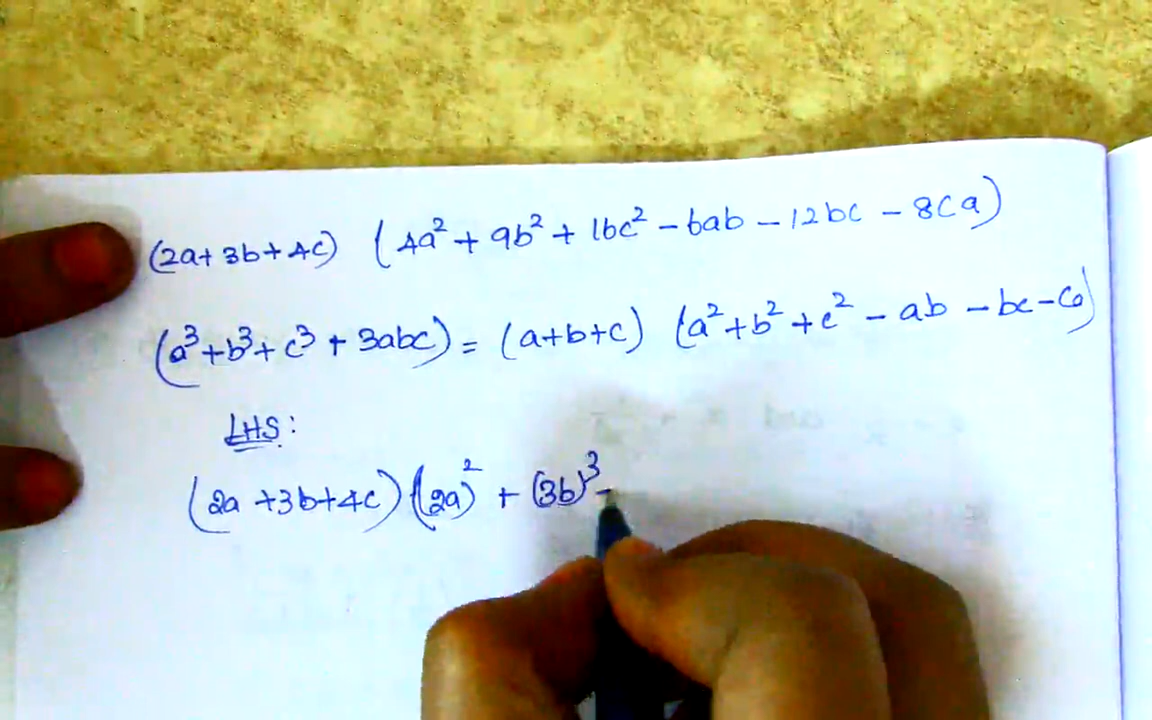 (2a+3b+4c) (4a² + 9b² + 16c² - 6ab - 12bc - 8ca)
(a³+b³+c³ + 3abc) = (a+b+c) (a²+b²+c² - ab - bc - ca)
LHS:
(2a +3b+4c) ((2a)² + (3b)³ -